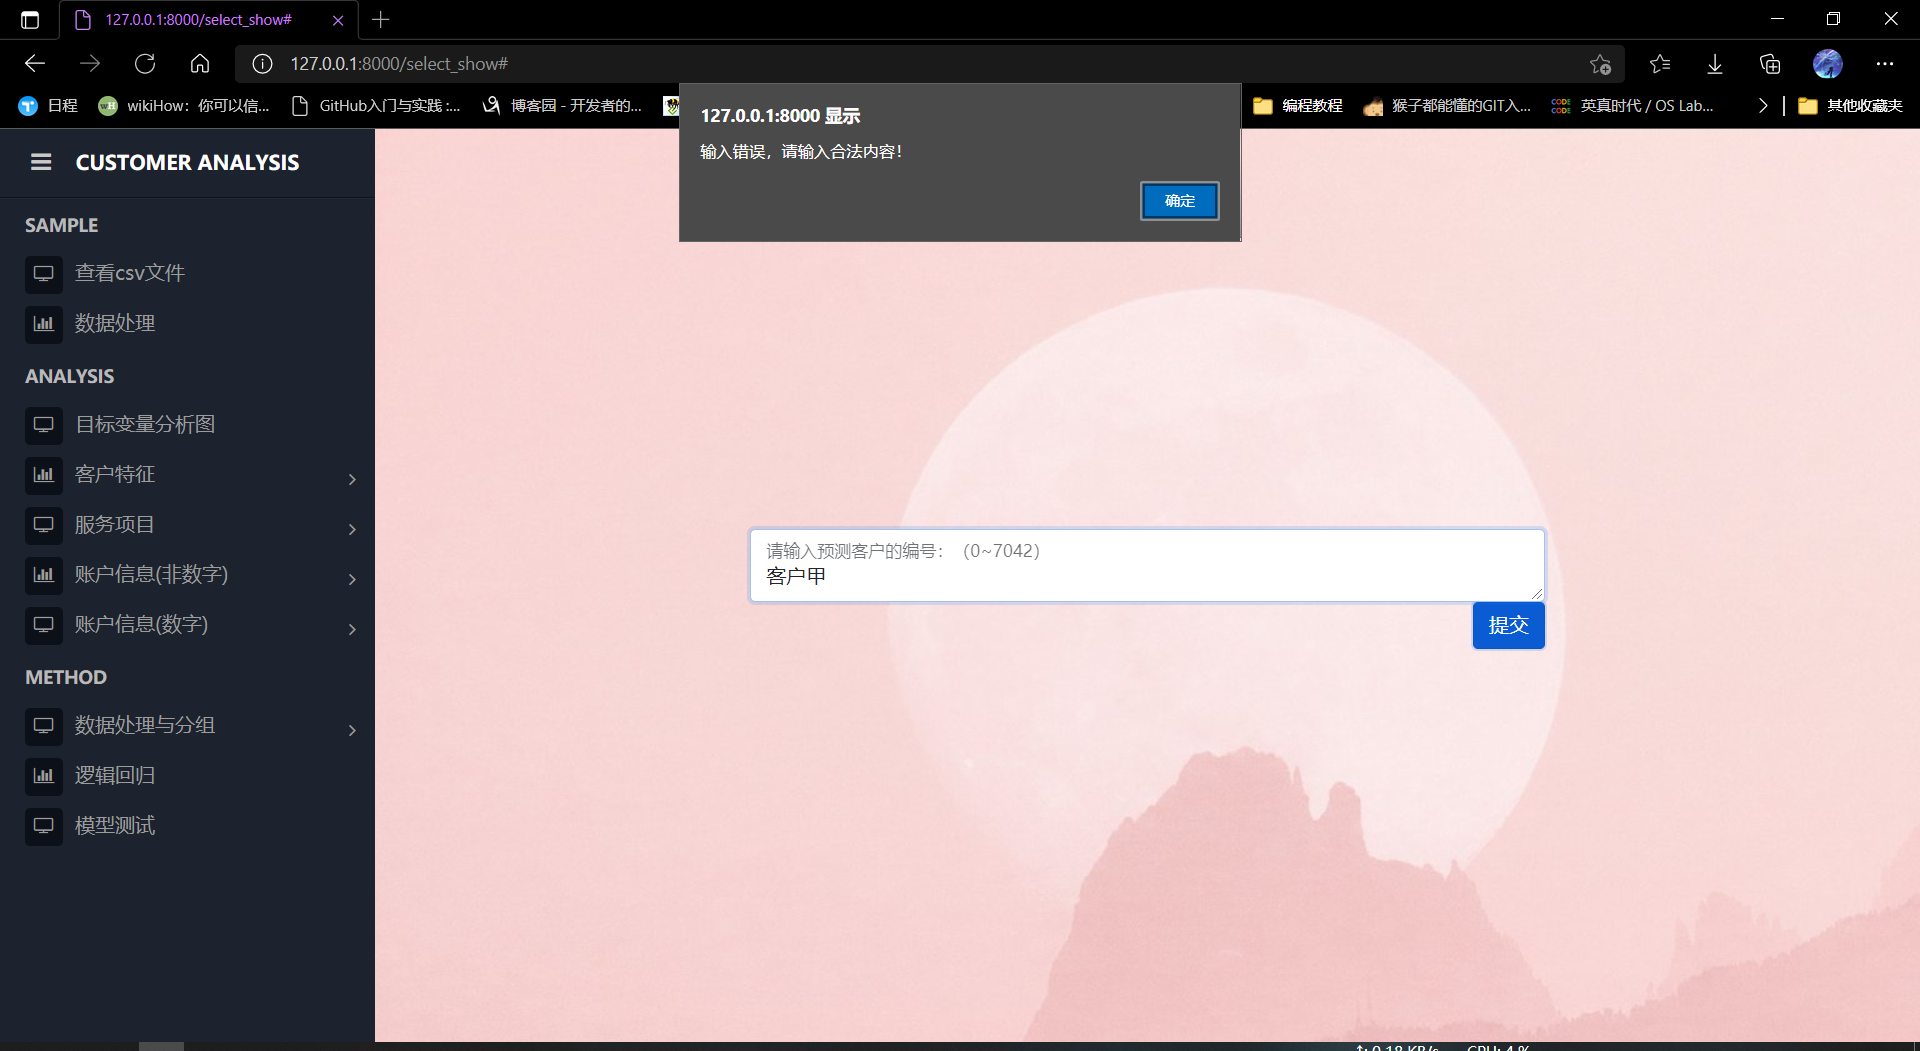 127.0.0.1:8000/select_show#
127.0.0.1:8000/select_show#
日程
wikiHow：你可以信...
GitHub入门与实践 :...
博客园 - 开发者的...
编程教程
猴子都能懂的GIT入...
CODE CODE
英真时代 / OS Lab...
其他收藏夹
127.0.0.1:8000 显示
输入错误，请输入合法内容！
确定
CUSTOMER ANALYSIS
SAMPLE
查看csv文件
数据处理
ANALYSIS
目标变量分析图
客户特征
服务项目
账户信息(非数字)
账户信息(数字)
METHOD
数据处理与分组
逻辑回归
模型测试
请输入预测客户的编号：（0~7042）
客户甲
提交